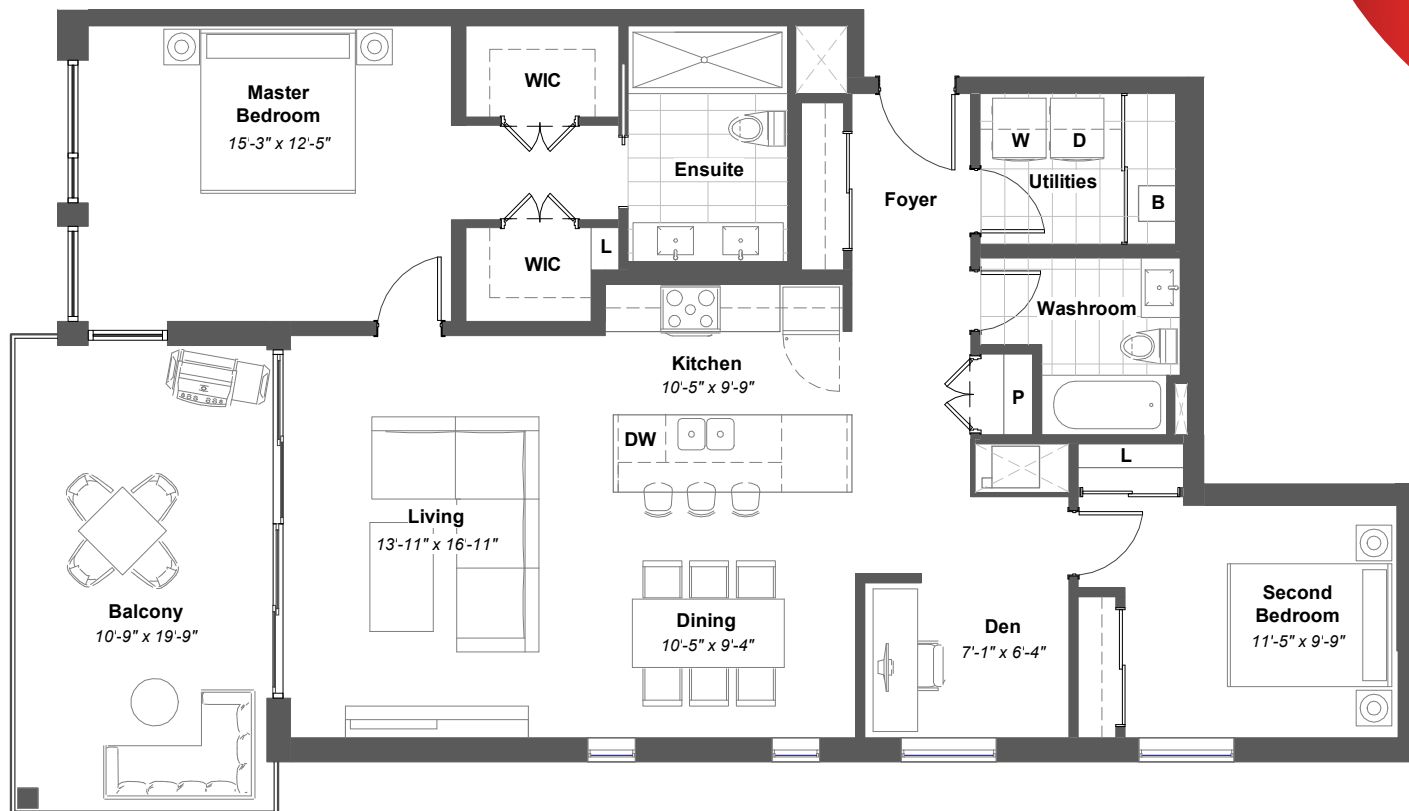 Master
Bedroom
15'-3" x 12'-5"
WIC
WIC
L
Ensuite
Foyer
W
D
Utilities
B
Washroom
P
L
Kitchen
10'-5" x 9'-9"
DW
Living
13'-11" x 16'-11"
Dining
10'-5" x 9'-4"
Balcony
10'-9" x 19'-9"
Den
7'-1" x 6'-4"
Second
Bedroom
11'-5" x 9'-9"